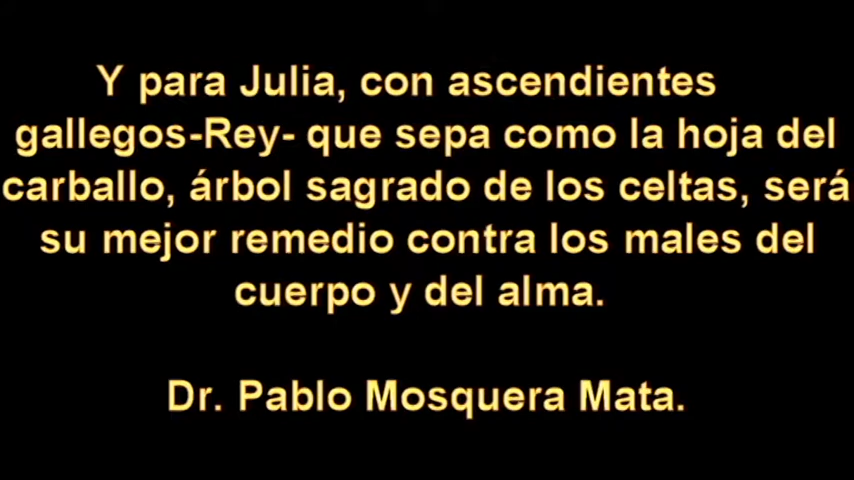 Y para Julia, con ascendientes
gallegos-Rey- que sepa como la hoja del
carballo, árbol sagrado de los celtas, será
su mejor remedio contra los males del
cuerpo y del alma.
Dr. Pablo Mosquera Mata.